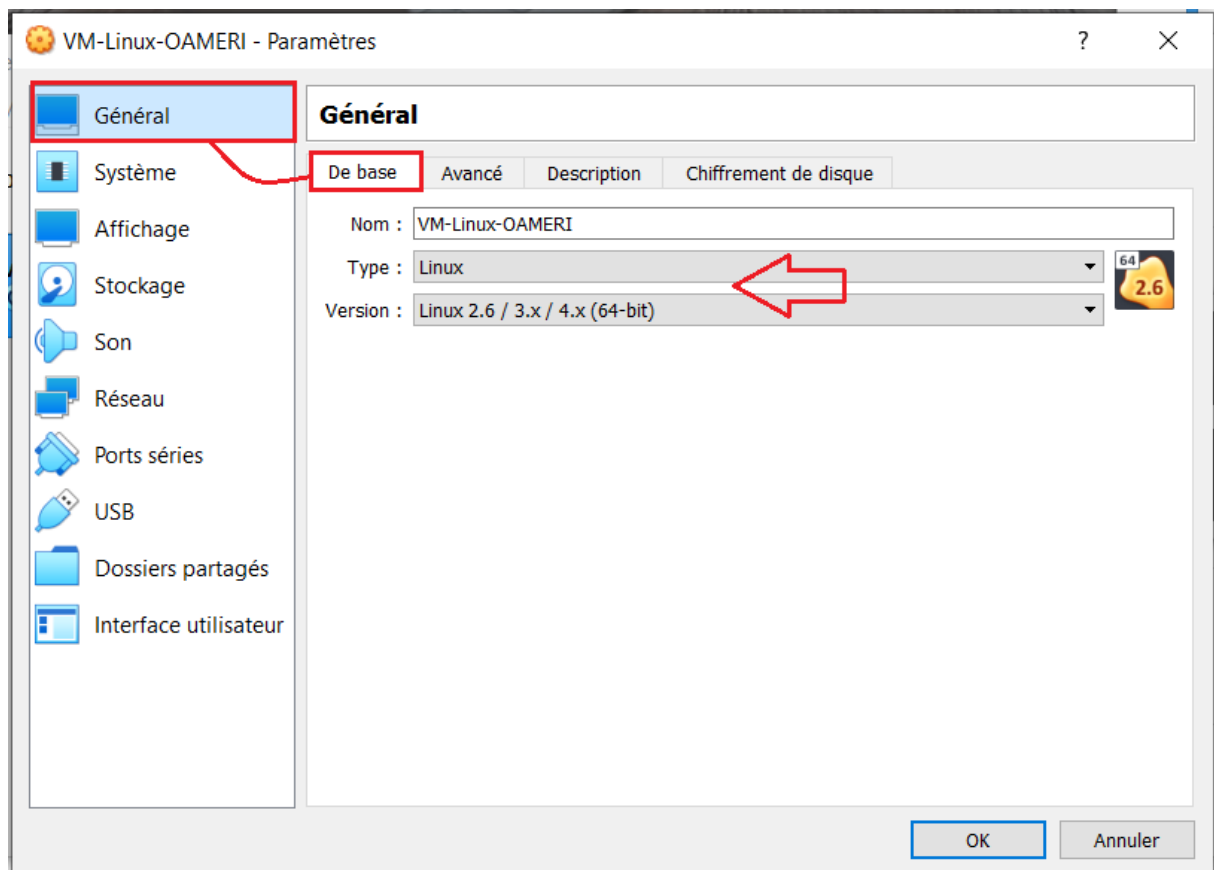 VM-Linux-OAMERI - Paramètres ?
Général
Système
Affichage
Stockage
Son
Réseau
Ports séries
USB
Dossiers partagés
Interface utilisateur
Général
De base Avancé Description Chiffrement de disque
Nom : VM-Linux-OAMERI
Type : Linux
Version : Linux 2.6 / 3.x / 4.x (64-bit)
64
2.6
OK Annuler